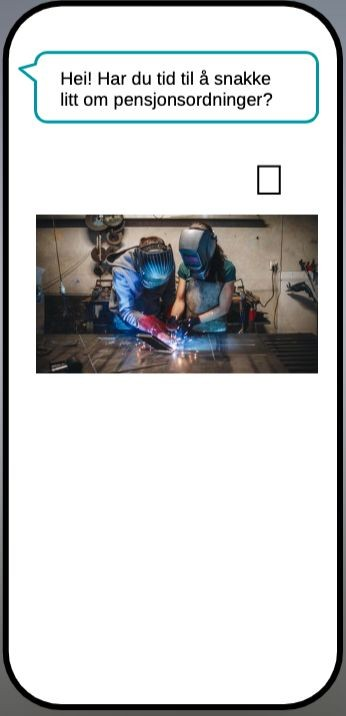 Hei! Har du tid til å snakke
litt om pensjonsordninger?